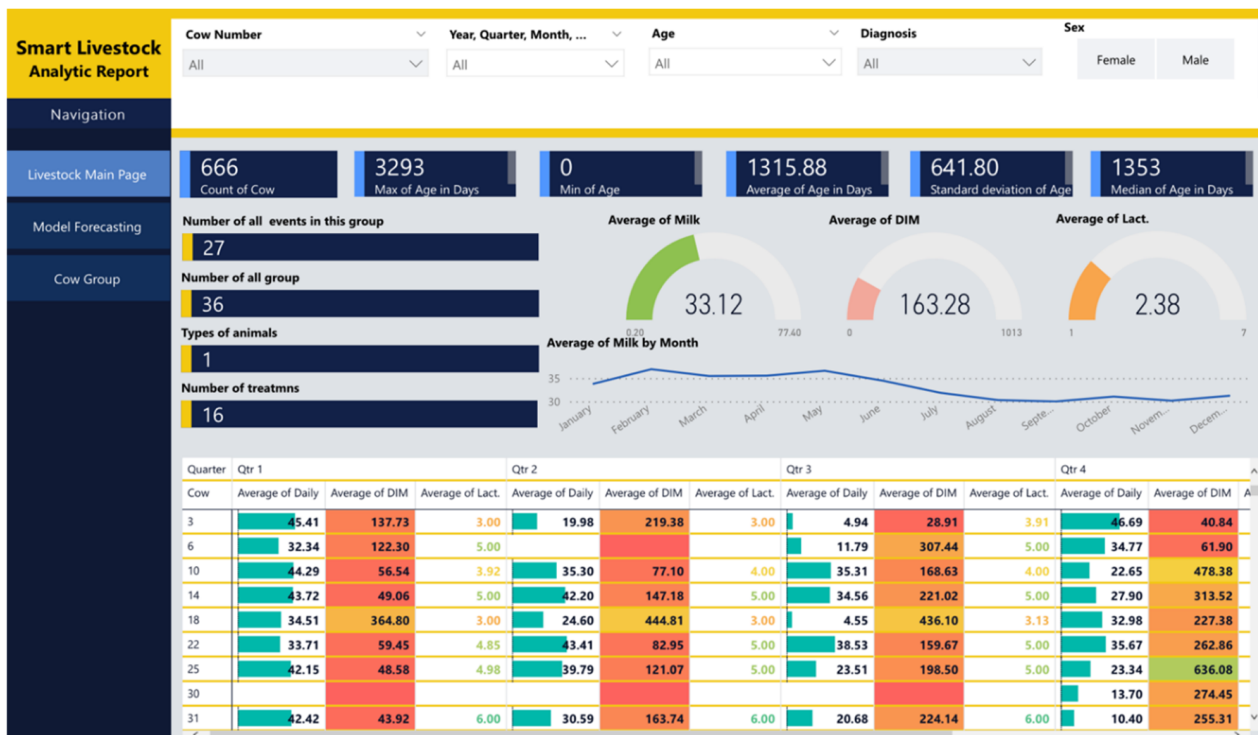 Smart Livestock
Analytic Report
Navigation
Livestock Main Page
Model Forecasting
Cow Group
Cow Number
All
Year, Quarter, Month, ...
All
Age
All
Diagnosis
All
Sex
Female Male
666
Count of Cow
3293
Max of Age in Days
0
Min of Age
1315.88
Average of Age in Days
641.80
Standard deviation of Age
1353
Median of Age in Days
Number of all events in this group
27
Number of all group
36
Types of animals
1
Number of treatmns
16
Average of Milk
33.12
0.20 77.40
Average of DIM
163.28
0 1013
Average of Lact.
2.38
1 7
Average of Milk by Month
35
30
January February March April May June July August Septe... October Novem... Decem...
Quarter Qtr 1 Qtr 2 Qtr 3 Qtr 4
Cow Average of Daily Average of DIM Average of Lact. Average of Daily Average of DIM Average of Lact. Average of Daily Average of DIM Average of Lact. Average of Daily Average of DIM A
3 45.41 137.73 3.00 19.98 219.38 3.00 4.94 28.91 3.91 46.69 40.84
6 32.34 122.30 5.00 11.79 307.44 5.00 34.77 61.90
10 44.29 56.54 3.92 35.30 77.10 4.00 35.31 168.63 4.00 22.65 478.38
14 43.72 49.06 5.00 42.20 147.18 5.00 34.56 221.02 5.00 27.90 313.52
18 34.51 364.80 3.00 24.60 444.81 3.00 4.55 436.10 3.13 32.98 227.38
22 33.71 59.45 4.85 43.41 82.95 5.00 38.53 159.67 5.00 35.67 262.86
25 42.15 48.58 4.98 39.79 121.07 5.00 23.51 198.50 5.00 23.34 636.08
30 13.70 274.45
31 42.42 43.92 6.00 30.59 163.74 6.00 20.68 224.14 6.00 10.40 255.31